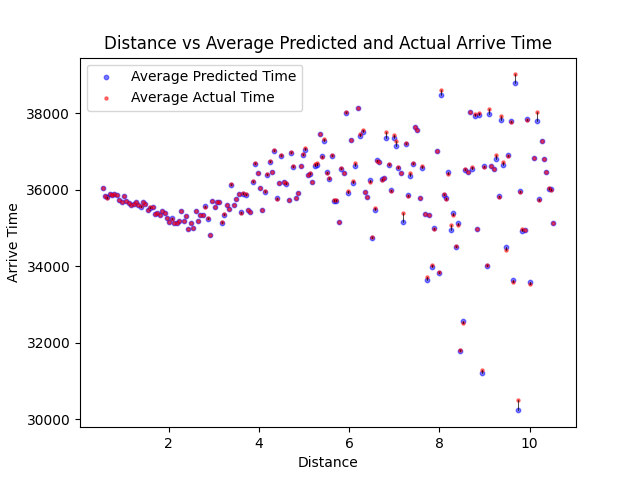 Distance vs Average Predicted and Actual Arrive Time
Average Predicted Time
Average Actual Time
38000
36000
34000
32000
30000
Arrive Time
2 4 6 8 10
Distance